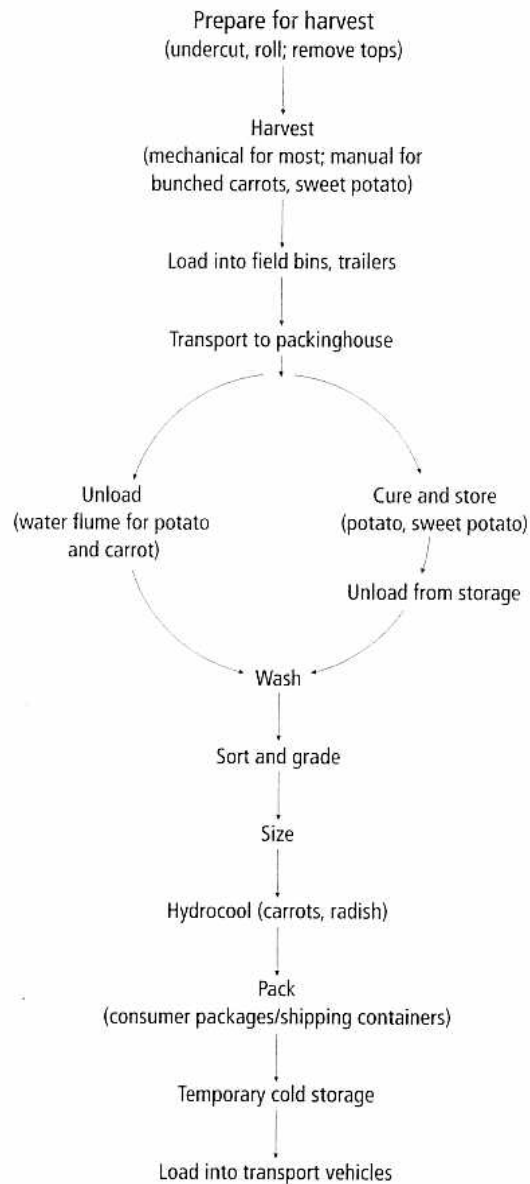 Prepare for harvest
(undercut, roll; remove tops)
Harvest
(mechanical for most; manual for
bunched carrots, sweet potato)
Load into field bins, trailers
Transport to packinghouse
Unload
(water flume for potato
and carrot)
Cure and store
(potato, sweet potato)
Unload from storage
Wash
Sort and grade
Size
Hydrocool (carrots, radish)
Pack
(consumer packages/shipping containers)
Temporary cold storage
Load into transport vehicles